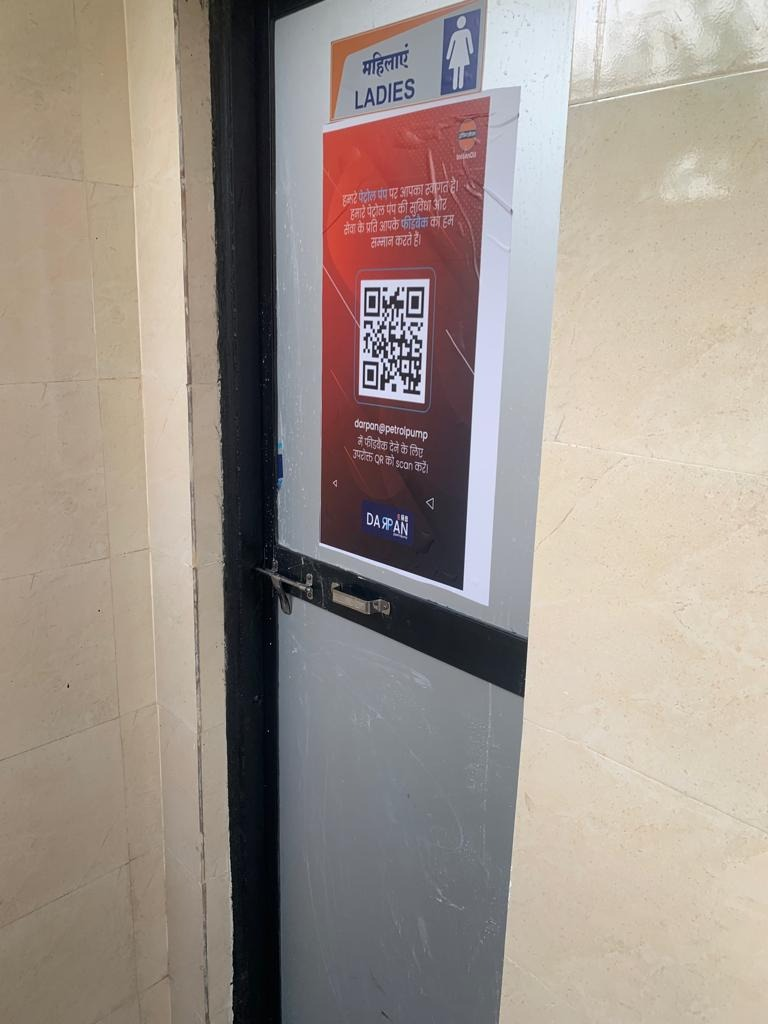 महिलाएं
LADIES
IndianOil
हमारे पेट्रोल पंप पर आपका स्वागत है।
हमारे पेट्रोल पंप की सुविधा और
सेवा के प्रति आपके फीडबैक का हम
सम्मान करते हैं।
darpan@petrolpump
में फीडबैक देने के लिए
उपरोक्त QR को scan करें।
DARPAN